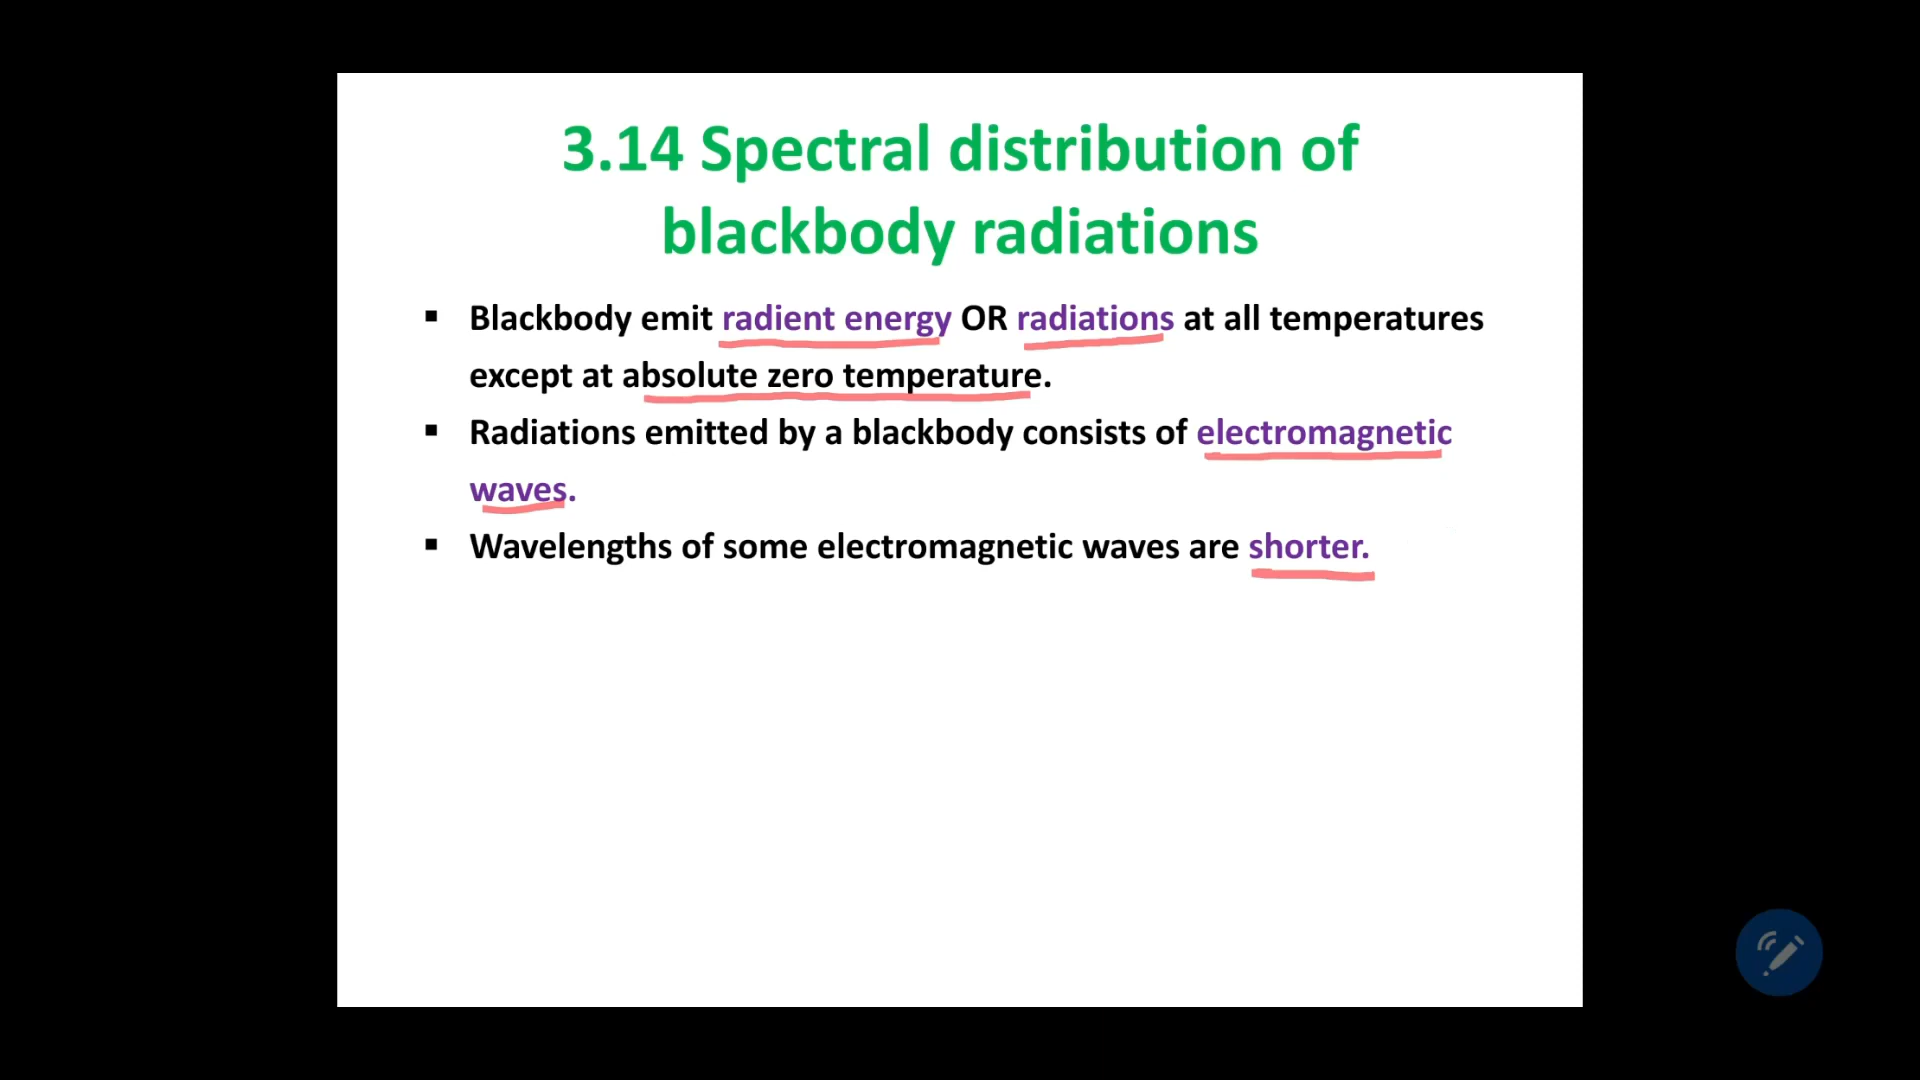 3.14 Spectral distribution of
blackbody radiations
▪ Blackbody emit radient energy OR radiations at all temperatures
except at absolute zero temperature.
▪ Radiations emitted by a blackbody consists of electromagnetic
waves.
▪ Wavelengths of some electromagnetic waves are shorter.